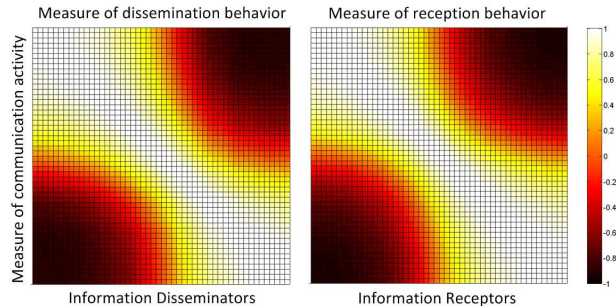 Measure of dissemination behavior
Measure of reception behavior
Measure of communication activity
1
0.8
0.6
0.4
0.2
0
-0.2
-0.4
-0.6
-0.8
-1
Information Disseminators
Information Receptors